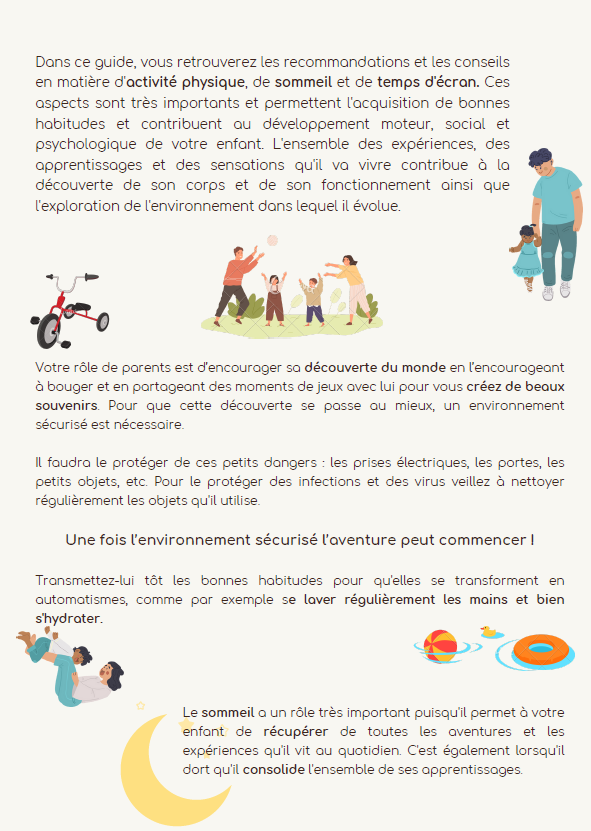 Dans ce guide, vous retrouverez les recommandations et les conseils
en matière d'activité physique, de sommeil et de temps d'écran. Ces
aspects sont très importants et permettent l'acquisition de bonnes
habitudes et contribuent au développement moteur, social et
psychologique de votre enfant. L'ensemble des expériences, des
apprentissages et des sensations qu'il va vivre contribue à la
découverte de son corps et de son fonctionnement ainsi que
l'exploration de l'environnement dans lequel il évolue.
Votre rôle de parents est d'encourager sa découverte du monde en l'encourageant
à bouger et en partageant des moments de jeux avec lui pour vous créez de beaux
souvenirs. Pour que cette découverte se passe au mieux, un environnement
sécurisé est nécessaire.
Il faudra le protéger de ces petits dangers : les prises électriques, les portes, les
petits objets, etc. Pour le protéger des infections et des virus veillez à nettoyer
régulièrement les objets qu'il utilise.
Une fois l'environnement sécurisé l'aventure peut commencer !
Transmettez-lui tôt les bonnes habitudes pour qu'elles se transforment en
automatismes, comme par exemple se laver régulièrement les mains et bien
s'hydrater.
Le sommeil a un rôle très important puisqu'il permet à votre
enfant de récupérer de toutes les aventures et les
expériences qu'il vit au quotidien. C'est également lorsqu'il
dort qu'il consolide l'ensemble de ses apprentissages.